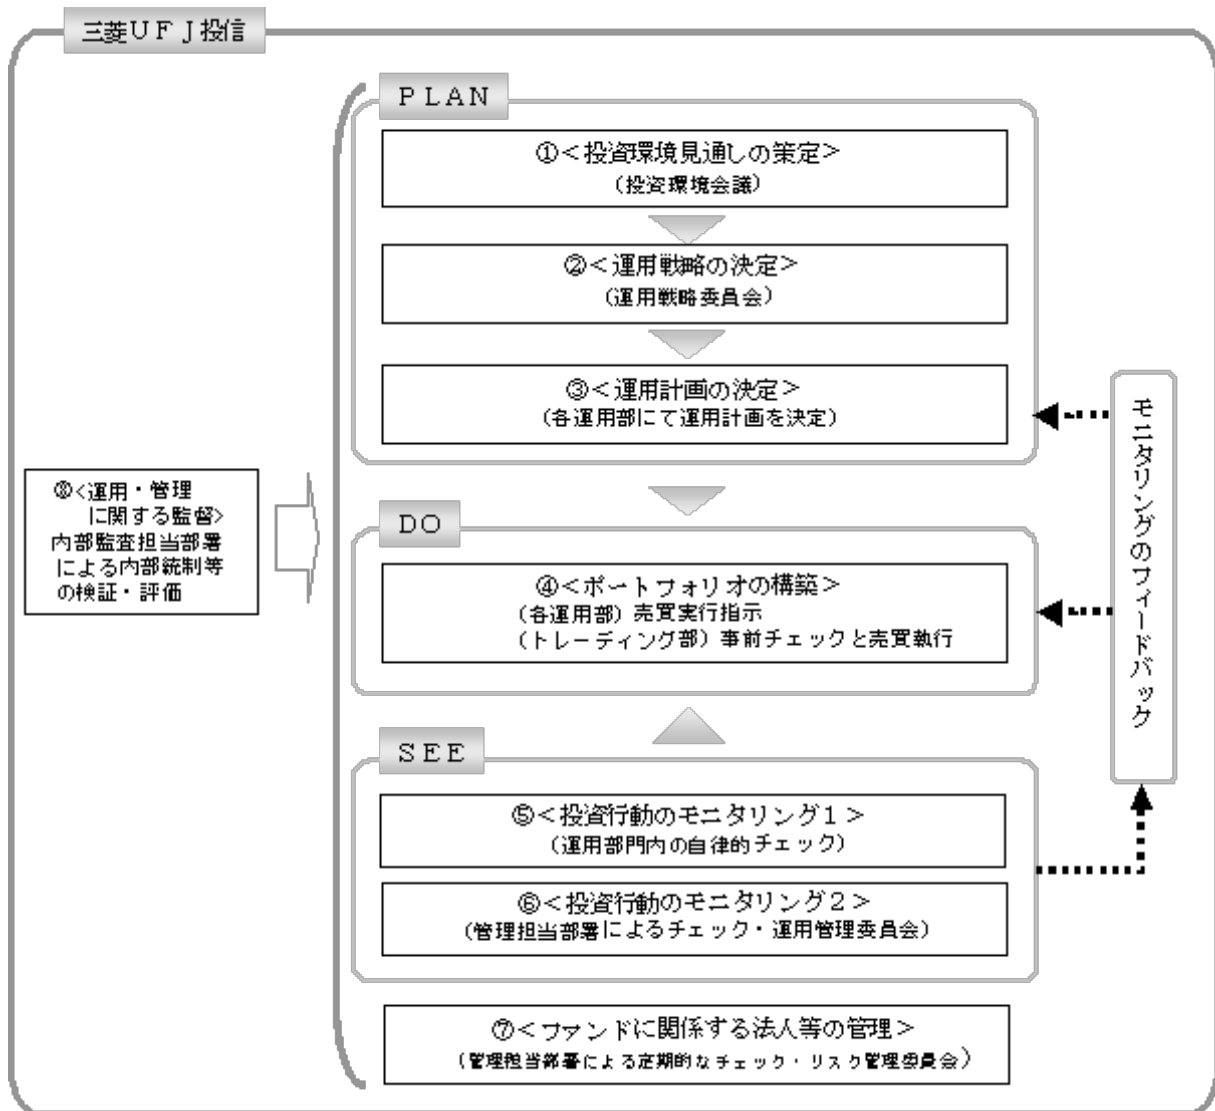 三菱ＵＦＪ投信
ＰＬＡＮ
①＜投資環境見通しの策定＞
（投資環境会議）
②＜運用戦略の決定＞
（運用戦略委員会）
③＜運用計画の決定＞
（各運用部にて運用計画を決定）
⑧<運用・管理
に関する監督>
内部監査担当部署
による内部統制等
の検証・評価
ＤＯ
④＜ポートフォリオの構築＞
（各運用部）売買実行指示
（トレーディング部）事前チェックと売買執行
モニタリングのフィードバック
ＳＥＥ
⑤＜投資行動のモニタリング１＞
（運用部門内の自律的チェック）
⑥＜投資行動のモニタリング２＞
（管理担当部署によるチェック・運用管理委員会）
⑦＜ファンドに関係する法人等の管理＞
（管理担当部署による定期的なチェック・リスク管理委員会）